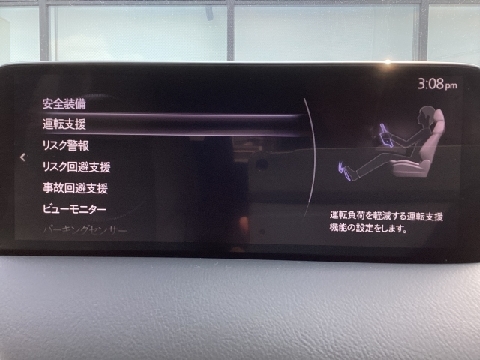 3:08pm
安全装備
運転支援
リスク警報
リスク回避支援
事故回避支援
ビューモニター
パーキングセンサー
運転負荷を軽減する運転支援
機能の設定をします。